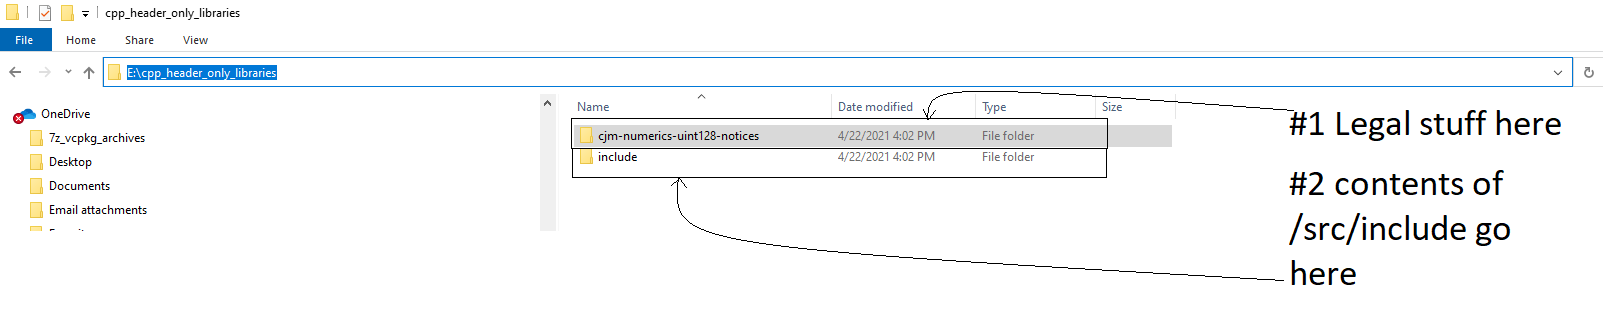 cpp_header_only_libraries
File Home Share View
E:\cpp_header_only_libraries
OneDrive
7z_vcpkg_archives
Desktop
Documents
Email attachments
Name Date modified Type Size
cjm-numerics-uint128-notices 4/22/2021 4:02 PM File folder
include 4/22/2021 4:02 PM File folder
#1 Legal stuff here
#2 contents of
/src/include go
here